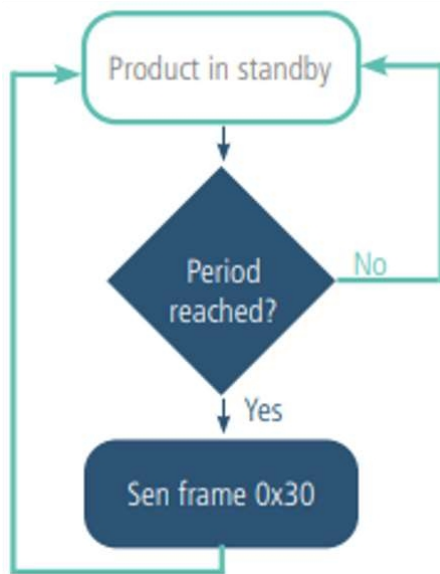 Product in standby
Period
reached?
No
Yes
Sen frame 0x30